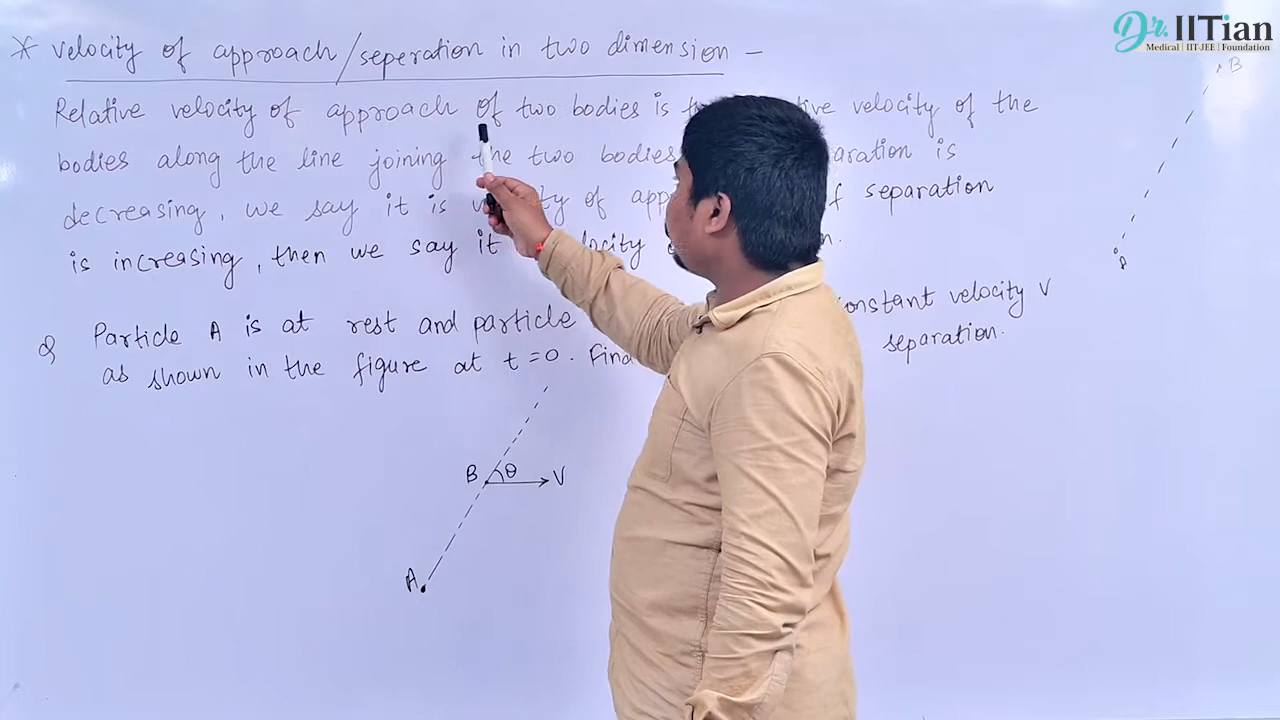 Dr. IITian
Medical | IIT-JEE | Foundation
* velocity of approach/seperation in two dimension -
Relative velocity of approach of two bodies is velocity of the
bodies along the line joining the two bodies is
decreasing, we say it is of separation
is increasing, then we say it
Q Particle A is at rest and particle constant velocity v
as shown in the figure at t=0. Find separation.
B
A
B θ V
A